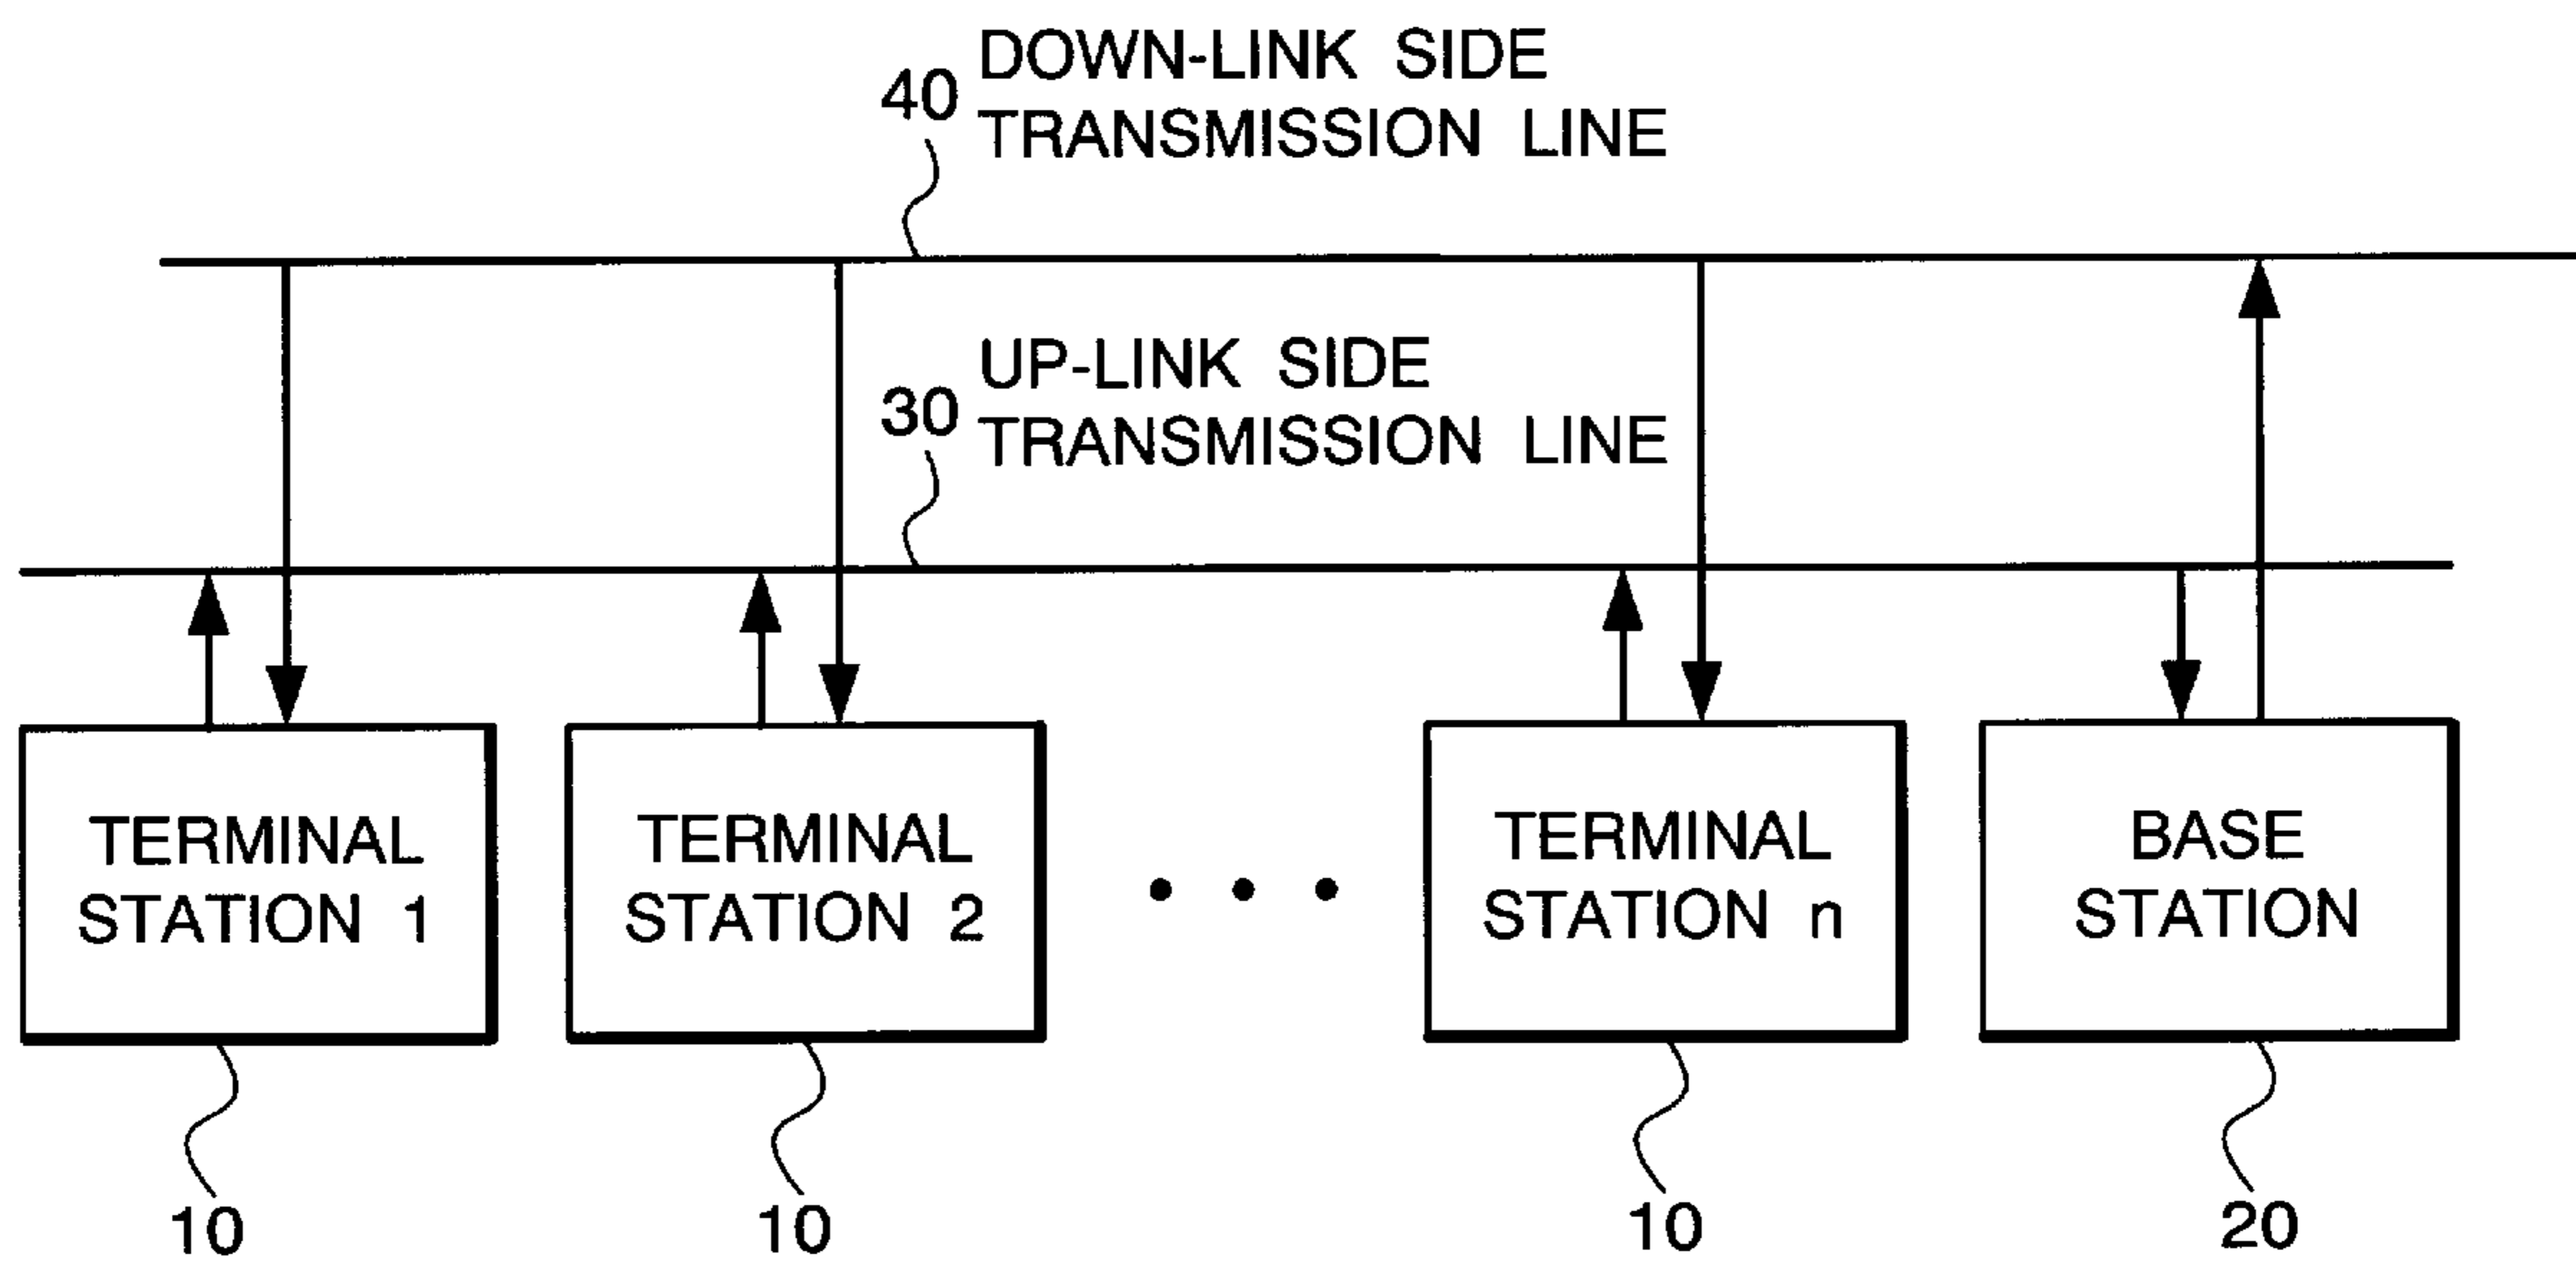 DOWN-LINK SIDE
40 TRANSMISSION LINE
UP-LINK SIDE
30 TRANSMISSION LINE
TERMINAL
STATION 1
TERMINAL
STATION 2
• • •
TERMINAL
STATION n
BASE
STATION
10
10
10
20